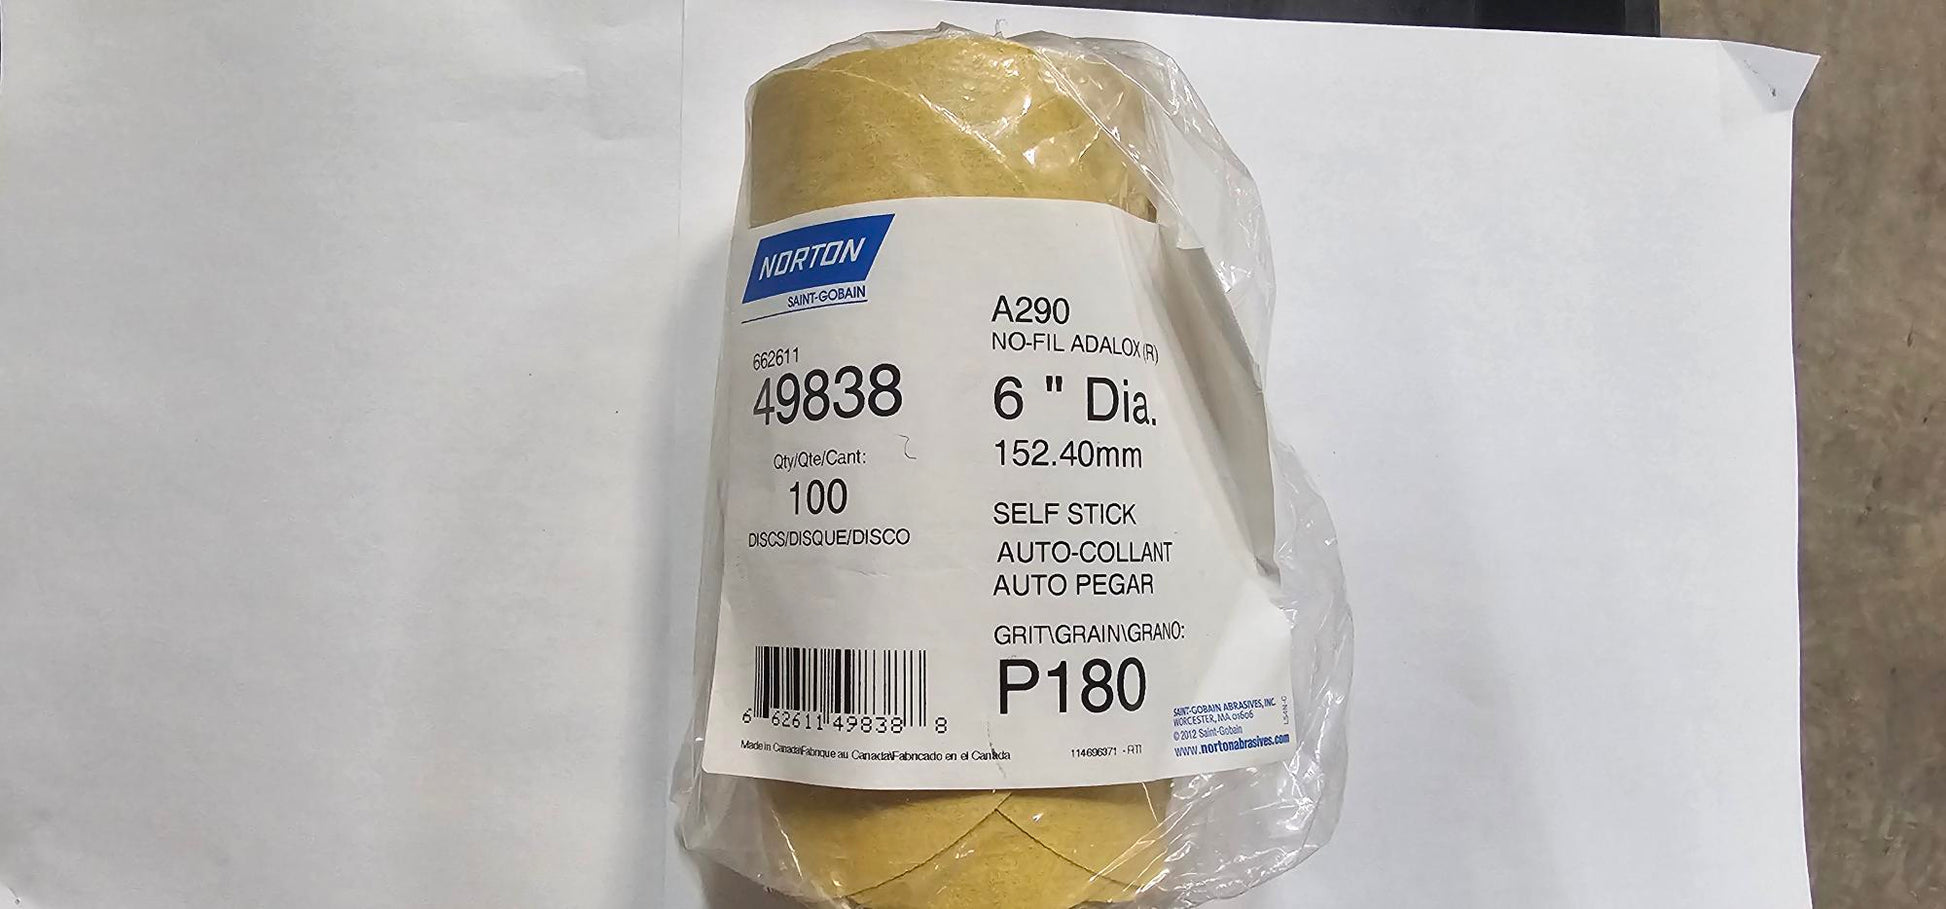 NORTON
SAINT-GOBAIN
662611
49838
Qty/Qte/Cant:
100
DISCS/DISQUE/DISCO
6 62611 49838 8
Made in Canada\Fabrique au Canada\Fabricado en el Canada
A290
NO-FIL ADALOX (R)
6 " Dia.
152.40mm
SELF STICK
AUTO-COLLANT
AUTO PEGAR
GRIT\GRAIN\GRANO:
P180
114696371 - RTI
SAINT-GOBAIN ABRASIVES, INC
WORCESTER, MA 01606
© 2012 Saint-Gobain
www.nortonabrasives.com